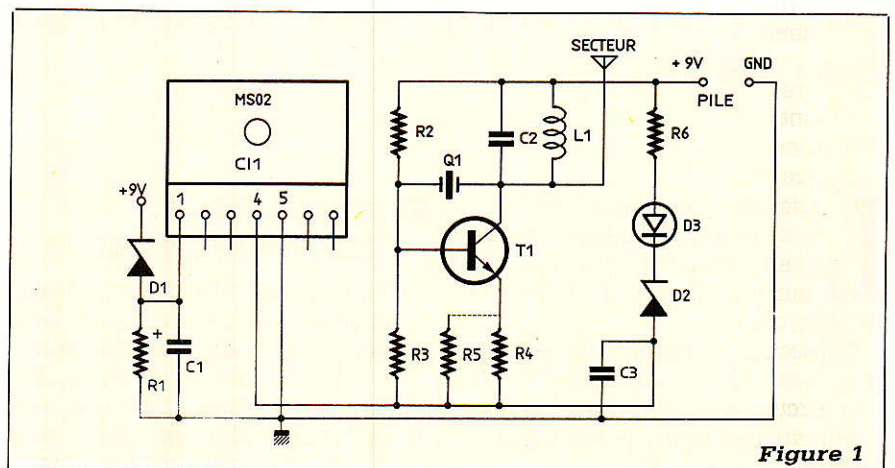 SECTEUR
+ 9V
GND
PILE
MS02
CI1
+9V
1
4
5
D1
R1
+
C1
R2
Q1
C2
L1
T1
R3
R5
R4
R6
D3
D2
C3
Figure 1